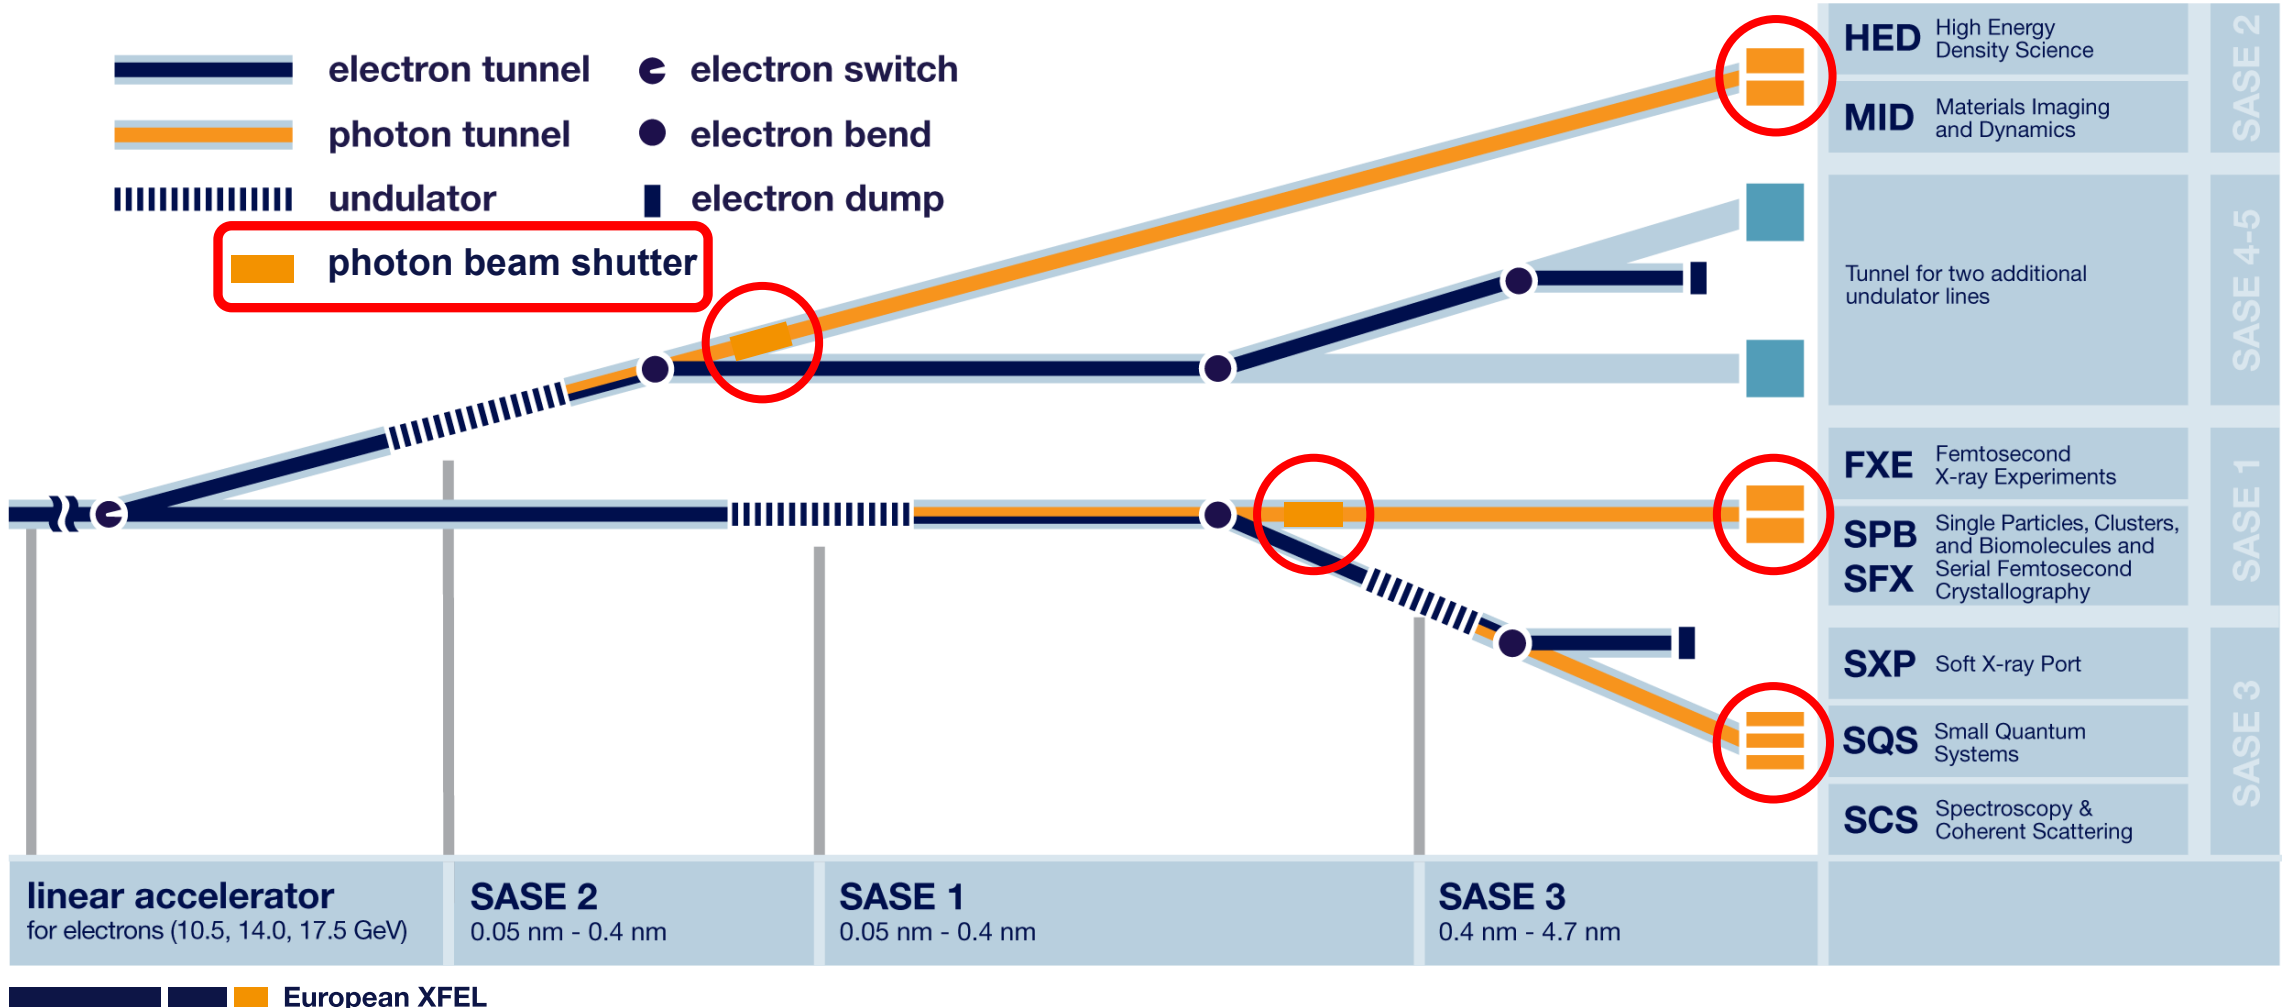 electron tunnel
electron switch
photon tunnel
electron bend
undulator
electron dump
photon beam shutter
HED
High Energy
Density Science
MID
Materials Imaging
and Dynamics
SASE 2
Tunnel for two additional
undulator lines
SASE 4-5
FXE
Femtosecond
X-ray Experiments
SPB
SFX
Single Particles, Clusters,
and Biomolecules and
Serial Femtosecond
Crystallography
SASE 1
SXP
Soft X-ray Port
SQS
Small Quantum
Systems
SCS
Spectroscopy &
Coherent Scattering
SASE 3
linear accelerator
for electrons (10.5, 14.0, 17.5 GeV)
SASE 2
0.05 nm - 0.4 nm
SASE 1
0.05 nm - 0.4 nm
SASE 3
0.4 nm - 4.7 nm
European XFEL